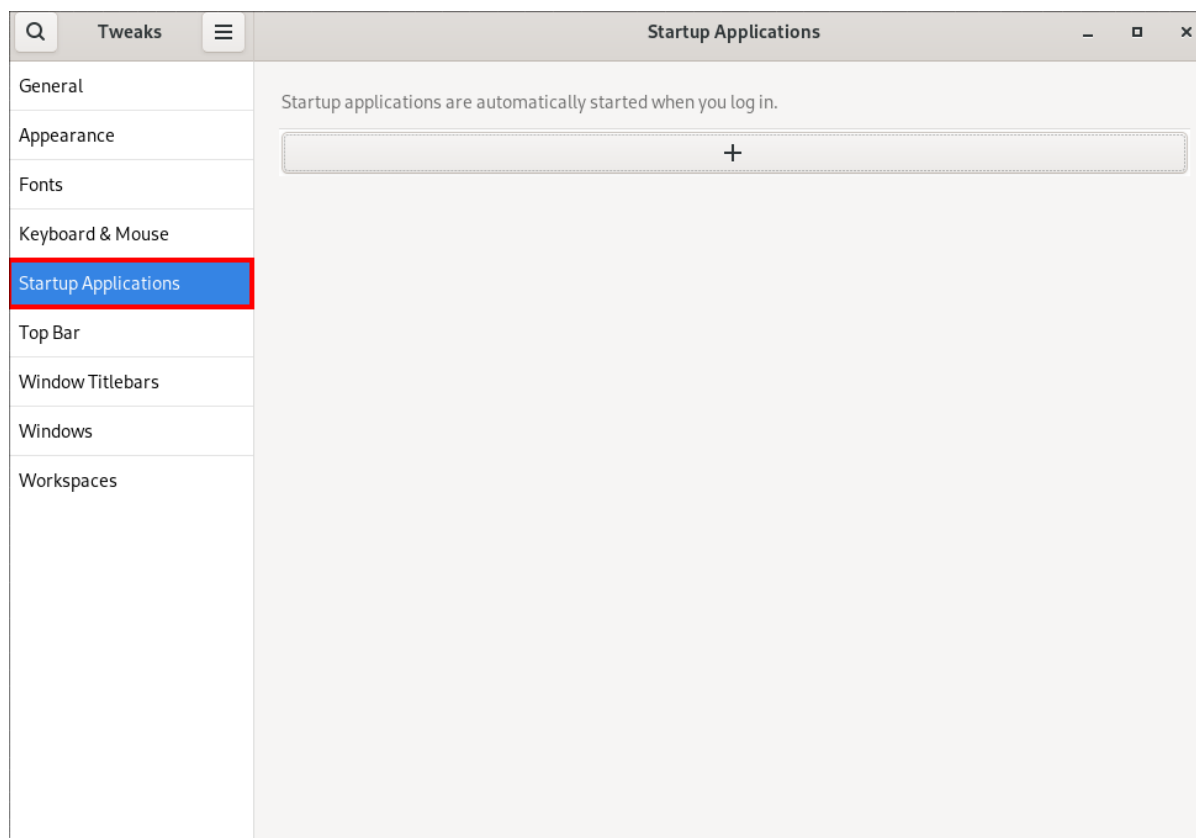 Tweaks
Startup Applications
General
Appearance
Fonts
Keyboard & Mouse
Startup Applications
Top Bar
Window Titlebars
Windows
Workspaces
Startup applications are automatically started when you log in.
+